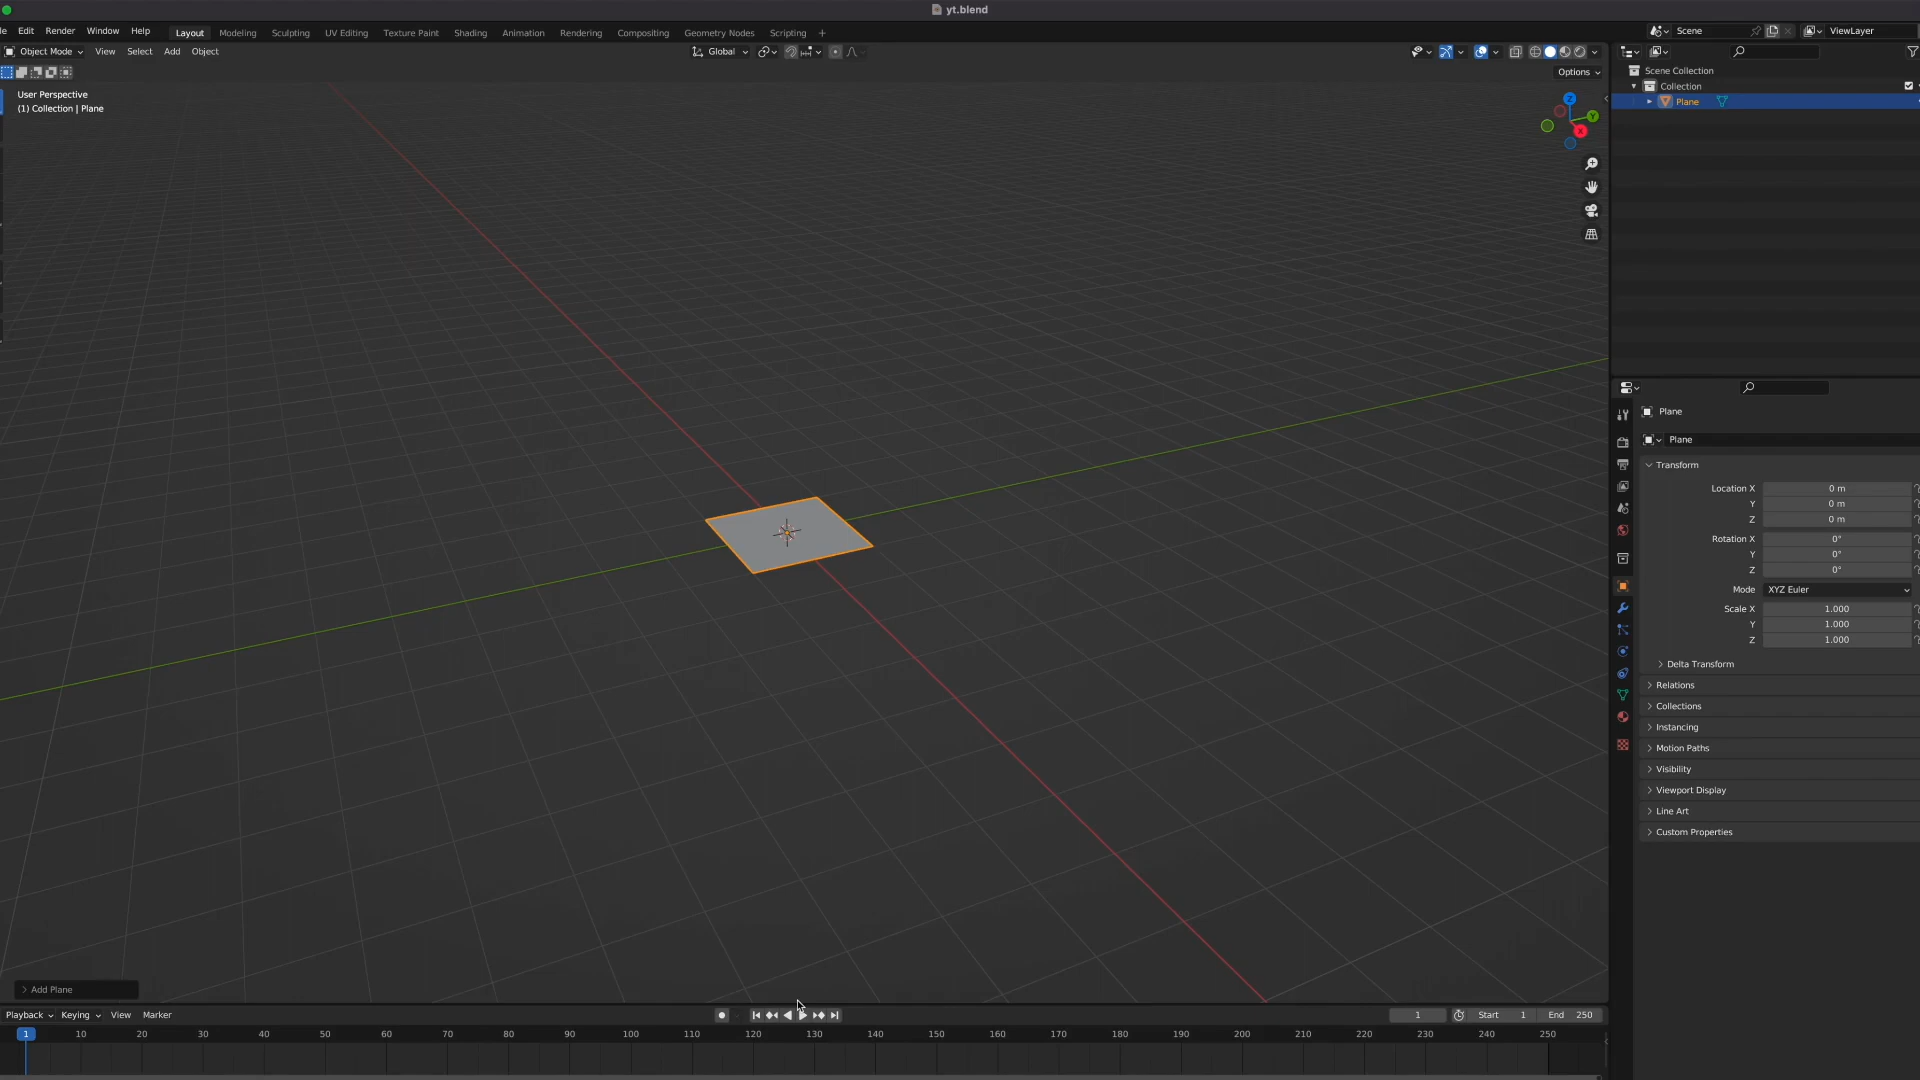 yt.blend
le Edit Render Window Help Layout Modeling Sculpting UV Editing Texture Paint Shading Animation Rendering Compositing Geometry Nodes Scripting + Scene ViewLayer
Object Mode View Select Add Object Global
Options
User Perspective
(1) Collection | Plane
Z
Y
X
Scene Collection
Collection
Plane
Plane
Plane
Transform
Location X 0 m
Y 0 m
Z 0 m
Rotation X 0°
Y 0°
Z 0°
Mode XYZ Euler
Scale X 1.000
Y 1.000
Z 1.000
Delta Transform
Relations
Collections
Instancing
Motion Paths
Visibility
Viewport Display
Line Art
Custom Properties
Add Plane
Playback Keying View Marker 1 Start 1 End 250
1 10 20 30 40 50 60 70 80 90 100 110 120 130 140 150 160 170 180 190 200 210 220 230 240 250